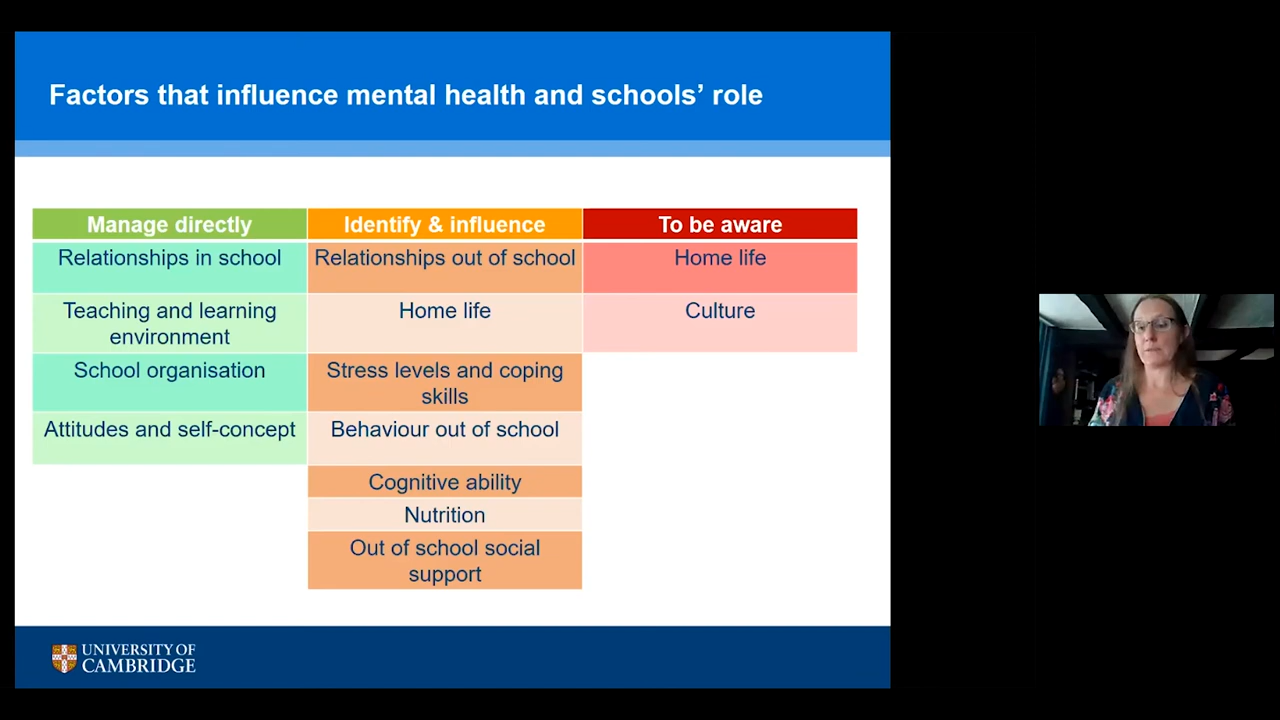 Factors that influence mental health and schools’ role
Manage directly
Identify & influence
To be aware
Relationships in school
Relationships out of school
Home life
Teaching and learning
environment
Home life
Culture
School organisation
Stress levels and coping
skills
Attitudes and self-concept
Behaviour out of school
Cognitive ability
Nutrition
Out of school social
support
UNIVERSITY OF
CAMBRIDGE